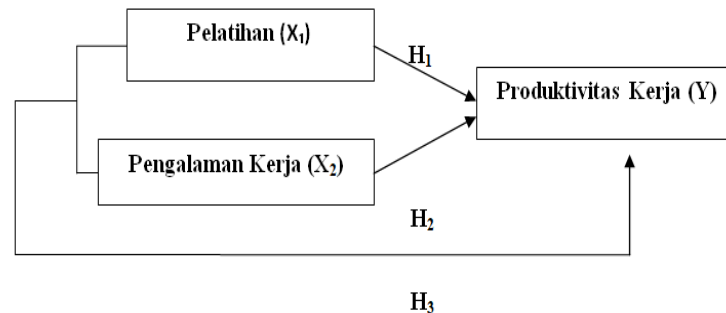 Pelatihan (X₁)
H₁
Produktivitas Kerja (Y)
Pengalaman Kerja (X₂)
H₂
H₃